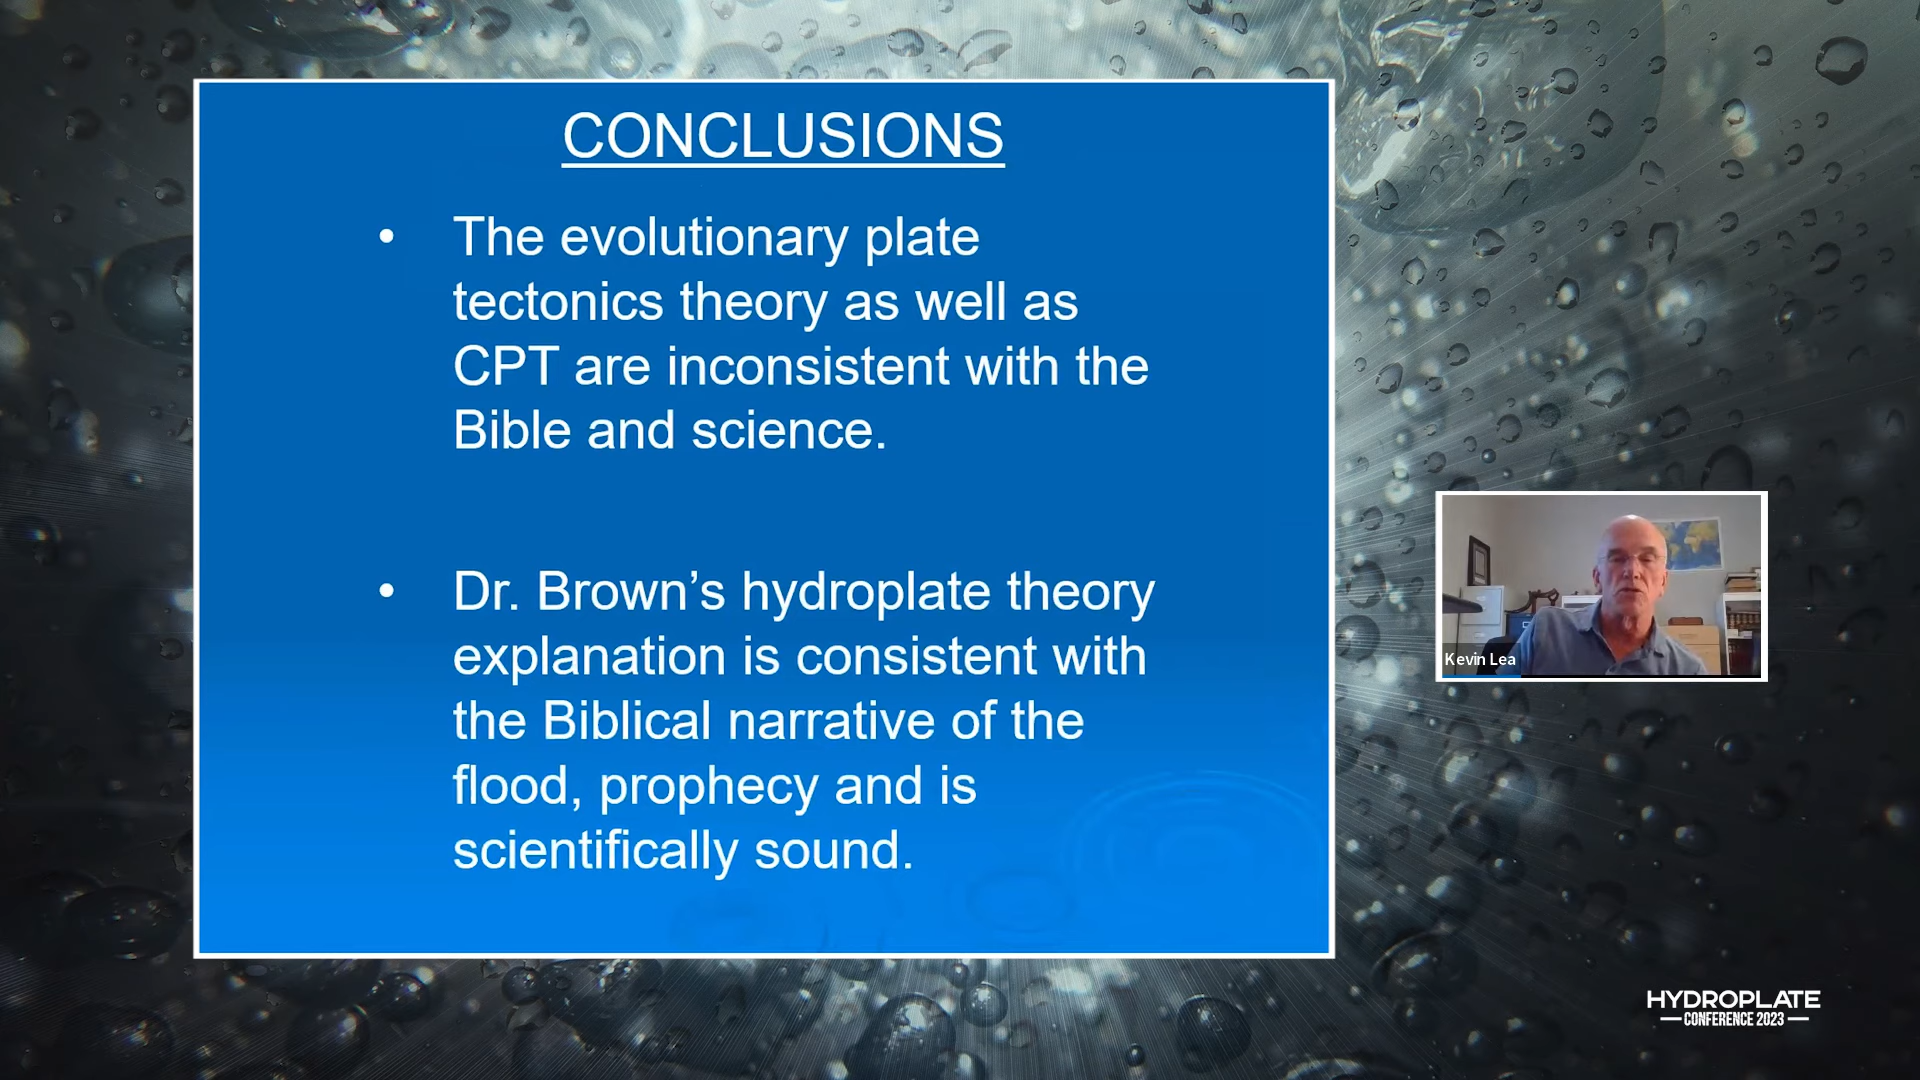 CONCLUSIONS
• The evolutionary plate
tectonics theory as well as
CPT are inconsistent with the
Bible and science.
• Dr. Brown’s hydroplate theory
explanation is consistent with
the Biblical narrative of the
flood, prophecy and is
scientifically sound.
Kevin Lea
HYDROPLATE
CONFERENCE 2023